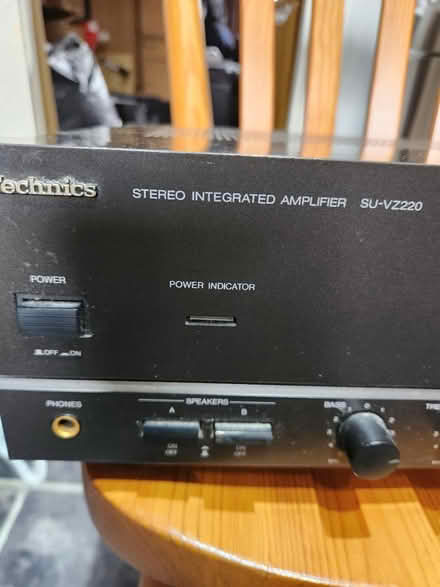 Technics
STEREO INTEGRATED AMPLIFIER SU-VZ220
POWER
POWER INDICATOR
OFF ON
PHONES
SPEAKERS
A B
ON ON
OFF OFF
BASS